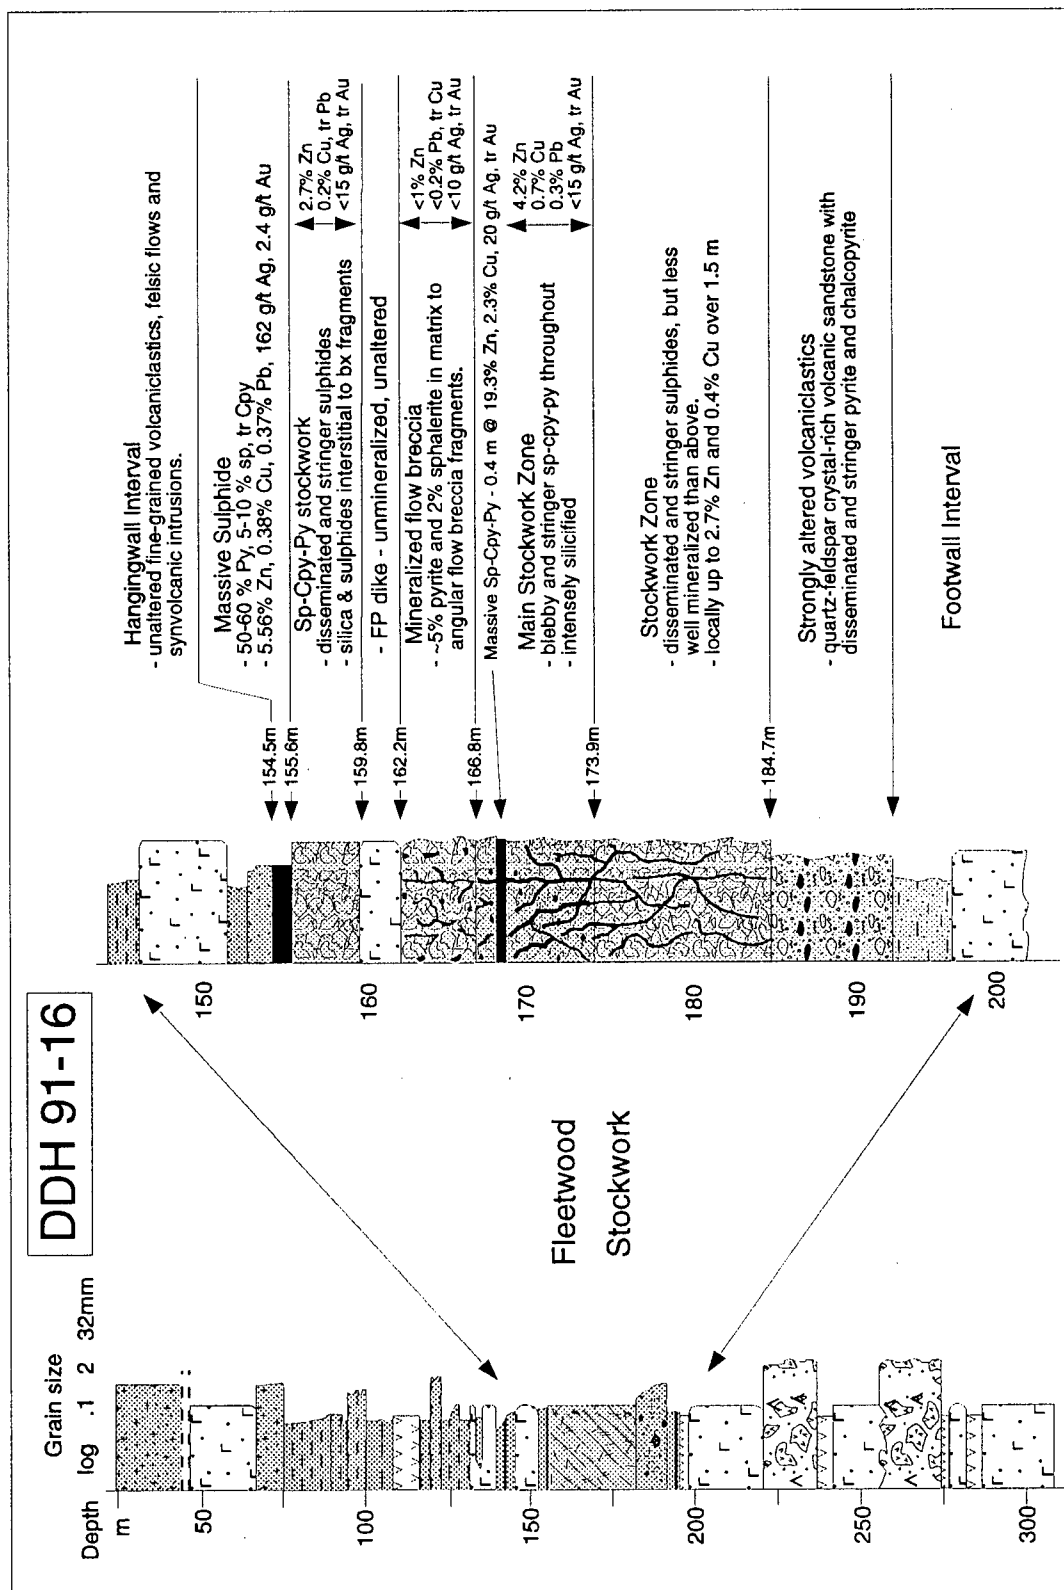 DDH 91-16
Grain size
Depth log .1 2 32mm
m
50
100
150
200
250
300
Fleetwood
Stockwork
150
160
170
180
190
200
154.5m
155.6m
159.8m
162.2m
166.8m
173.9m
184.7m
Hangingwall Interval
- unaltered fine-grained volcaniclastics, felsic flows and
synvolcanic intrusions.
Massive Sulphide
- 50-60 % Py, 5-10 % sp, tr Cpy
- 5.56% Zn, 0.38% Cu, 0.37% Pb, 162 g/t Ag, 2.4 g/t Au
Sp-Cpy-Py stockwork
- disseminated and stringer sulphides
- silica & sulphides interstitial to bx fragments
2.7% Zn
0.2% Cu, tr Pb
<15 g/t Ag, tr Au
- FP dike - unmineralized, unaltered
Mineralized flow breccia
- ~5% pyrite and 2% sphalerite in matrix to
angular flow breccia fragments.
<1% Zn
<0.2% Pb, tr Cu
<10 g/t Ag, tr Au
Massive Sp-Cpy-Py - 0.4 m @ 19.3% Zn, 2.3% Cu, 20 g/t Ag, tr Au
Main Stockwork Zone
- blebby and stringer sp-cpy-py throughout
- intensely silicified
4.2% Zn
0.7% Cu
0.3% Pb
<15 g/t Ag, tr Au
Stockwork Zone
- disseminated and stringer sulphides, but less
well mineralized than above.
- locally up to 2.7% Zn and 0.4% Cu over 1.5 m
Strongly altered volcaniclastics
- quartz-feldspar crystal-rich volcanic sandstone with
disseminated and stringer pyrite and chalcopyrite
Footwall Interval